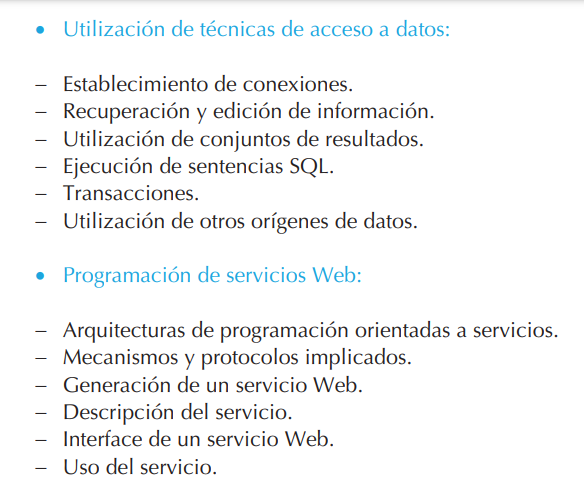 • Utilización de técnicas de acceso a datos:
– Establecimiento de conexiones.
– Recuperación y edición de información.
– Utilización de conjuntos de resultados.
– Ejecución de sentencias SQL.
– Transacciones.
– Utilización de otros orígenes de datos.
• Programación de servicios Web:
– Arquitecturas de programación orientadas a servicios.
– Mecanismos y protocolos implicados.
– Generación de un servicio Web.
– Descripción del servicio.
– Interface de un servicio Web.
– Uso del servicio.